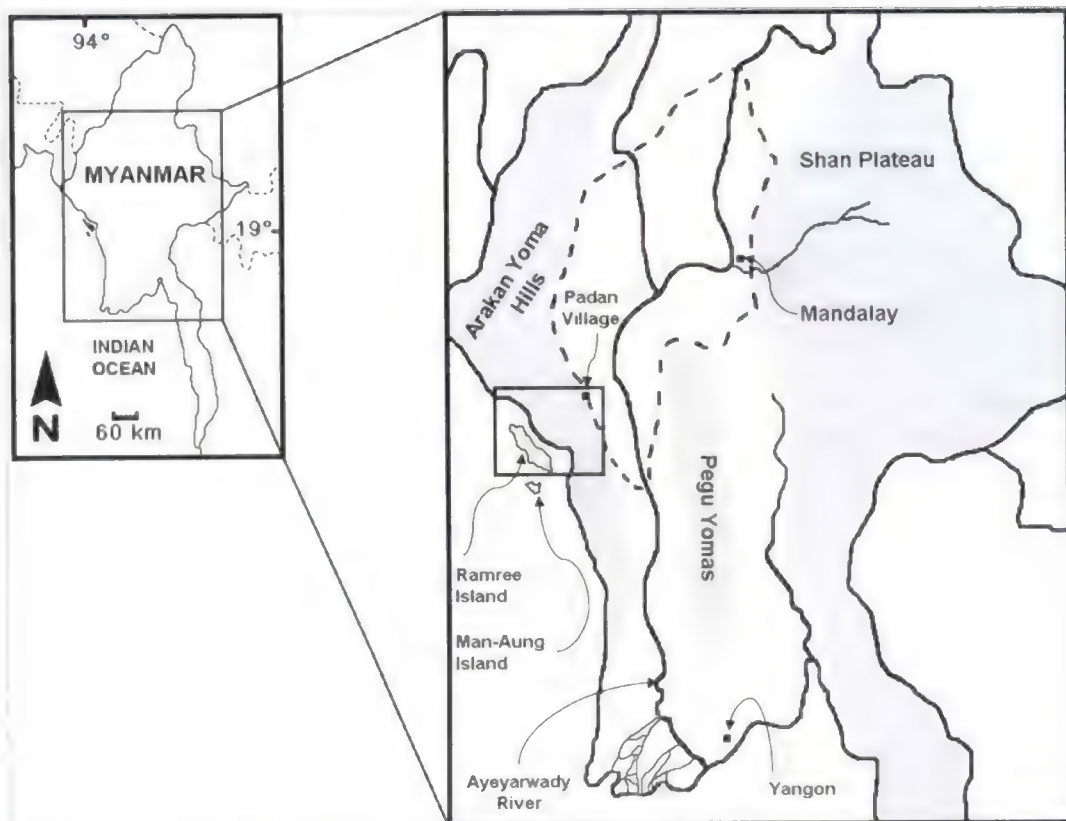 94°
MYANMAR
19°
INDIAN
OCEAN
N
60 km
Shan Plateau
Arakan Yoma
Hills
Padan
Village
Mandalay
Pegu Yomas
Ramree
Island
Man-Aung
Island
Ayeyarwady
River
Yangon